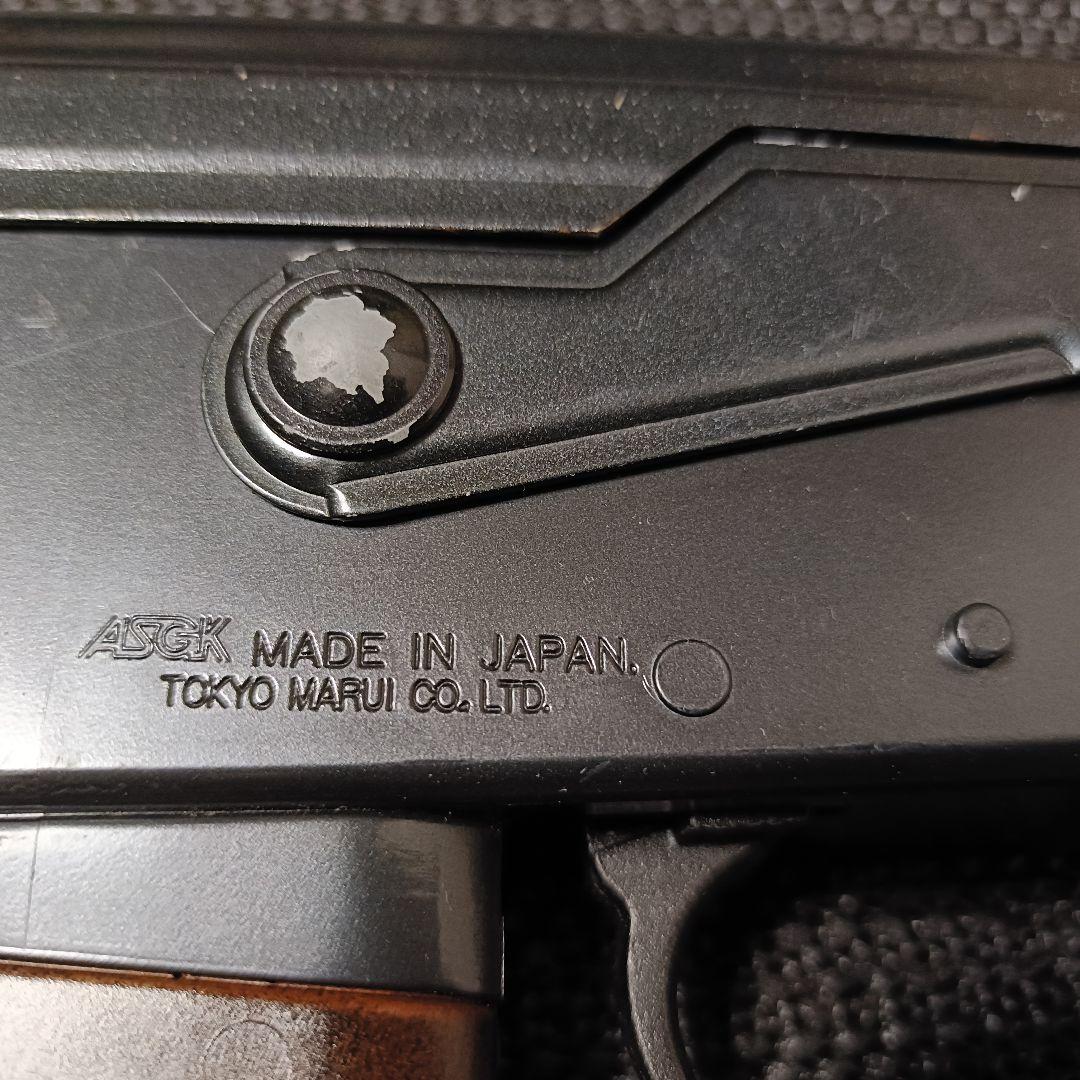 ASGK MADE IN JAPAN.
TOKYO MARUI CO., LTD.